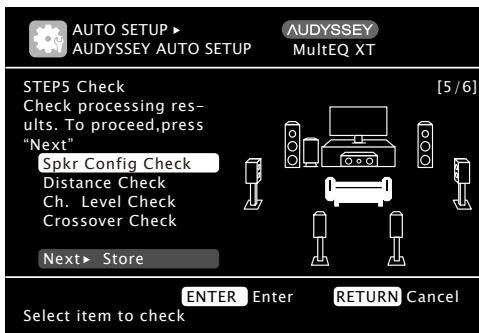 AUTO SETUP ▸
AUDYSSEY AUTO SETUP
AUDYSSEY
MultEQ XT
STEP5 Check
[5/6]
Check processing res-
ults. To proceed,press
“Next”
Spkr Config Check
Distance Check
Ch. Level Check
Crossover Check
Next▸ Store
ENTER Enter
RETURN Cancel
Select item to check